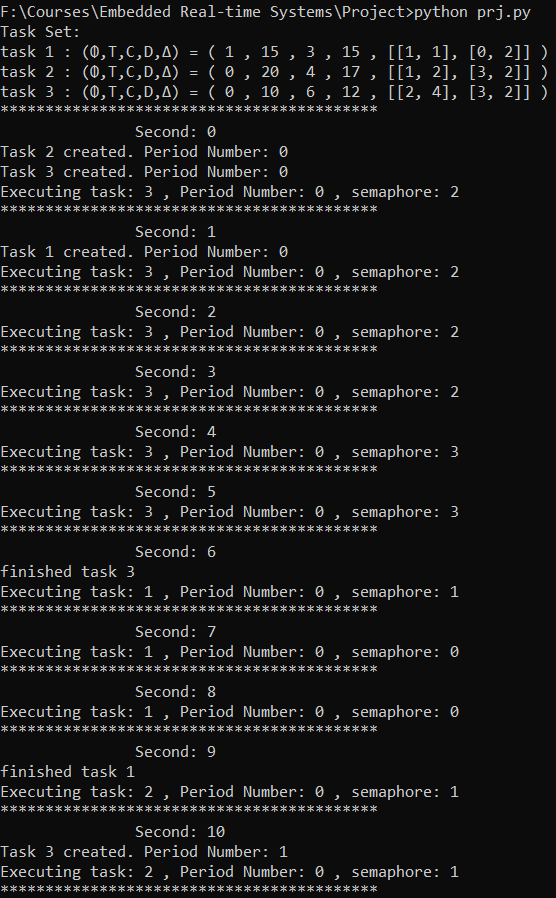 F:\Courses\Embedded Real-time Systems\Project>python prj.py
Task Set:
task 1 : (Φ,T,C,D,Δ) = ( 1 , 15 , 3 , 15 , [[1, 1], [0, 2]] )
task 2 : (Φ,T,C,D,Δ) = ( 0 , 20 , 4 , 17 , [[1, 2], [3, 2]] )
task 3 : (Φ,T,C,D,Δ) = ( 0 , 10 , 6 , 12 , [[2, 4], [3, 2]] )
******************************************
Second: 0
Task 2 created. Period Number: 0
Task 3 created. Period Number: 0
Executing task: 3 , Period Number: 0 , semaphore: 2
******************************************
Second: 1
Task 1 created. Period Number: 0
Executing task: 3 , Period Number: 0 , semaphore: 2
******************************************
Second: 2
Executing task: 3 , Period Number: 0 , semaphore: 2
******************************************
Second: 3
Executing task: 3 , Period Number: 0 , semaphore: 2
******************************************
Second: 4
Executing task: 3 , Period Number: 0 , semaphore: 3
******************************************
Second: 5
Executing task: 3 , Period Number: 0 , semaphore: 3
******************************************
Second: 6
finished task 3
Executing task: 1 , Period Number: 0 , semaphore: 1
******************************************
Second: 7
Executing task: 1 , Period Number: 0 , semaphore: 0
******************************************
Second: 8
Executing task: 1 , Period Number: 0 , semaphore: 0
******************************************
Second: 9
finished task 1
Executing task: 2 , Period Number: 0 , semaphore: 1
******************************************
Second: 10
Task 3 created. Period Number: 1
Executing task: 2 , Period Number: 0 , semaphore: 1
******************************************